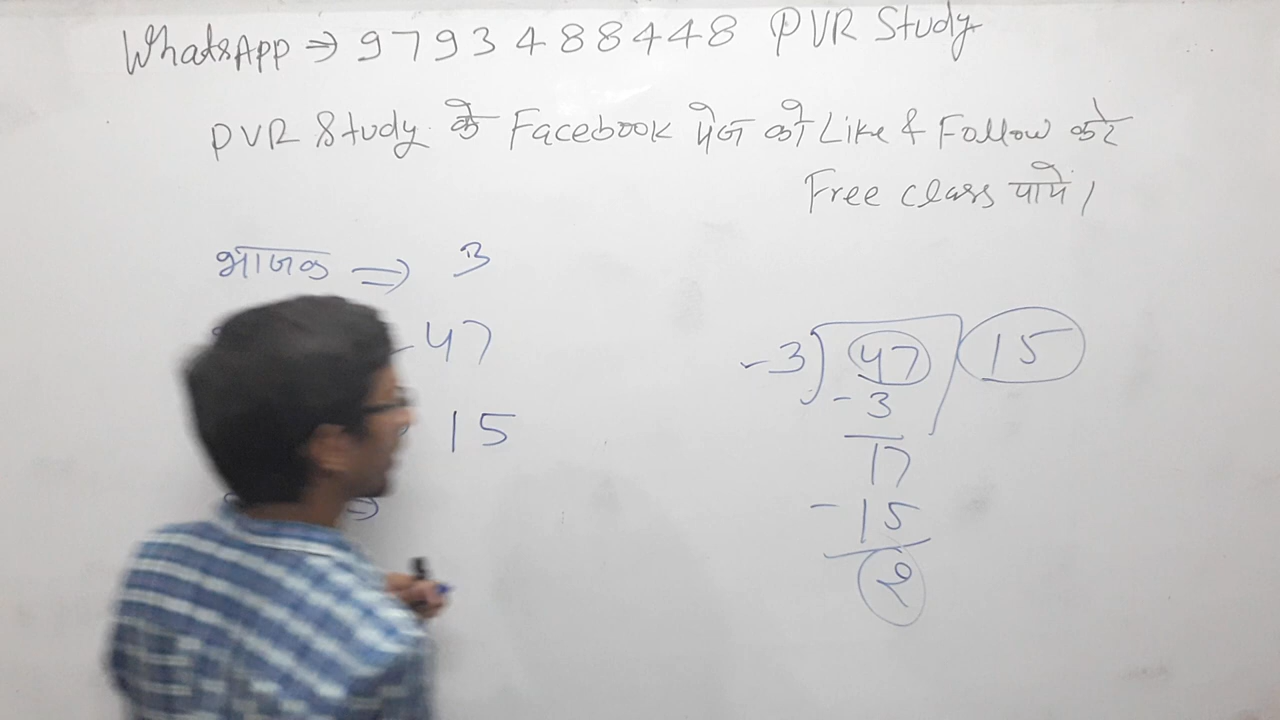 WhatsApp ⇒ 9793488448 PVR Study
PVR Study के Facebook पेज को Like & Follow करे
Free class पाये।
भाजक ⇒ 3
47
15
⇒
-3) 47 ( 15
- 3
17
- 15
2